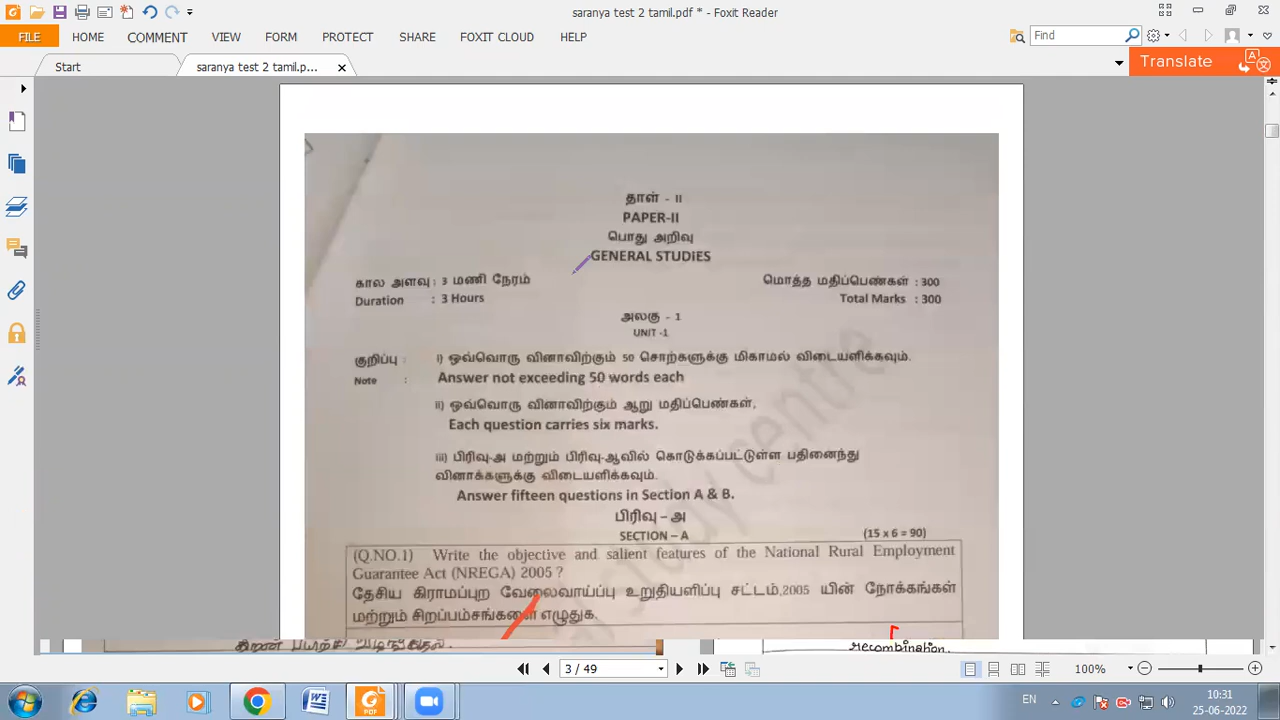 saranya test 2 tamil.pdf * - Foxit Reader
FILE HOME COMMENT VIEW FORM PROTECT SHARE FOXIT CLOUD HELP
Find
Start
saranya test 2 tamil.p...
Translate
தாள் - II
PAPER-II
பொது அறிவு
GENERAL STUDiES
கால அளவு : 3 மணி நேரம் மொத்த மதிப்பெண்கள் : 300
Duration : 3 Hours Total Marks : 300
அலகு - 1
UNIT -1
குறிப்பு : i) ஒவ்வொரு வினாவிற்கும் 50 சொற்களுக்கு மிகாமல் விடையளிக்கவும்.
Note : Answer not exceeding 50 words each
ii) ஒவ்வொரு வினாவிற்கும் ஆறு மதிப்பெண்கள்,
Each question carries six marks.
iii) பிரிவு-அ மற்றும் பிரிவு-ஆவில் கொடுக்கப்பட்டுள்ள பதினைந்து
வினாக்களுக்கு விடையளிக்கவும்.
Answer fifteen questions in Section A & B.
பிரிவு – அ
SECTION – A (15 x 6 = 90)
(Q.NO.1) Write the objective and salient features of the National Rural Employment
Guarantee Act (NREGA) 2005 ?
தேசிய கிராமப்புற வேலைவாய்ப்பு உறுதியளிப்பு சட்டம்,2005 யின் நோக்கங்கள்
மற்றும் சிறப்பம்சங்களை எழுதுக.
study centre
recombination.
3 / 49
100%
EN
10:31
25-06-2022